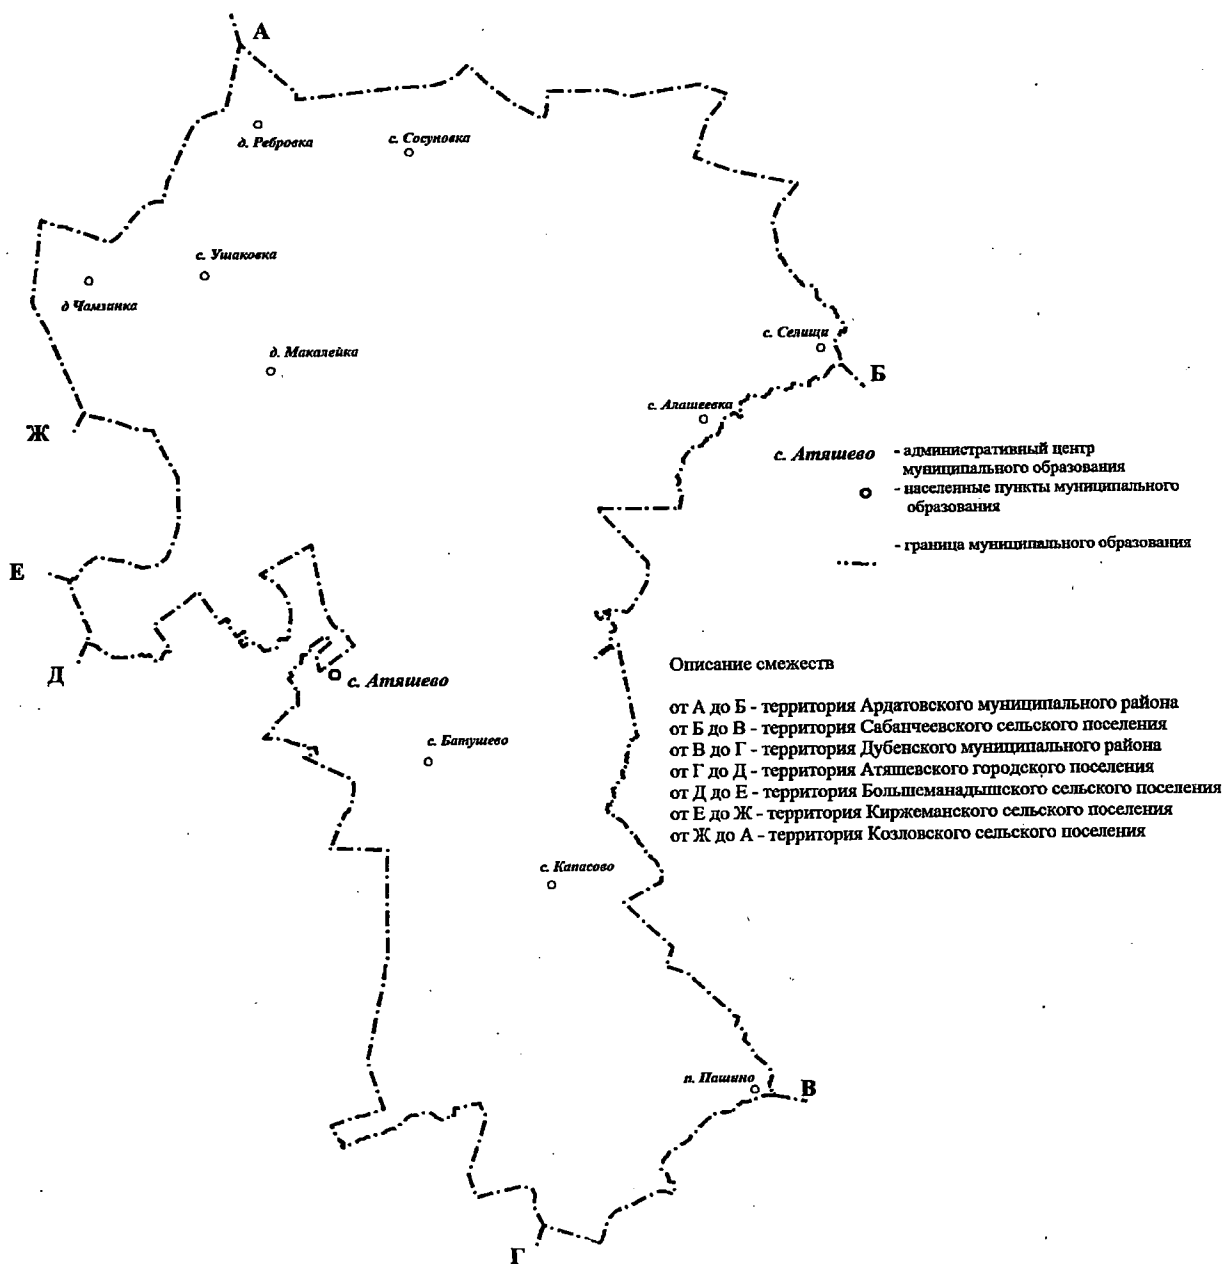 А
д. Ребровка
с. Сосуновка
с. Ушаковка
д Чамзинка
с. Селищи
д. Макалейка
Б
с. Алашеевка
Ж
с. Атяшево - административный центр
муниципального образования
- населенные пункты муниципального
образования
- граница муниципального образования
Е
Д
с. Атяшево
Описание смежеств
от А до Б - территория Ардатовского муниципального района
от Б до В - территория Сабанчеевского сельского поселения
от В до Г - территория Дубенского муниципального района
от Г до Д - территория Атяшевского городского поселения
от Д до Е - территория Большеманадышского сельского поселения
от Е до Ж - территория Киржеманского сельского поселения
от Ж до А - территория Козловского сельского поселения
с. Батушево
с. Капасово
п. Пашино
В
Г